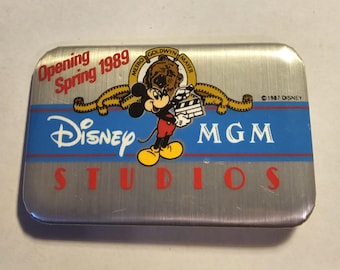 Opening
Spring 1989
METRO GOLDWYN MAYER
© 1987 DISNEY
Disney MGM
STUDIOS